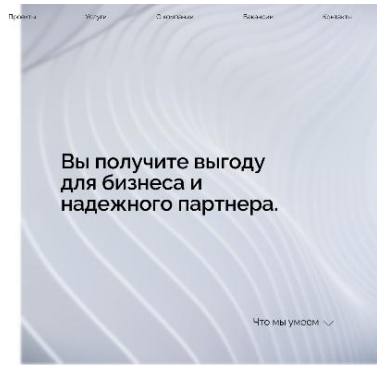 Проекты Услуги О компании Вакансии Контакты
Вы получите выгоду
для бизнеса и
надежного партнера.
Что мы умеем